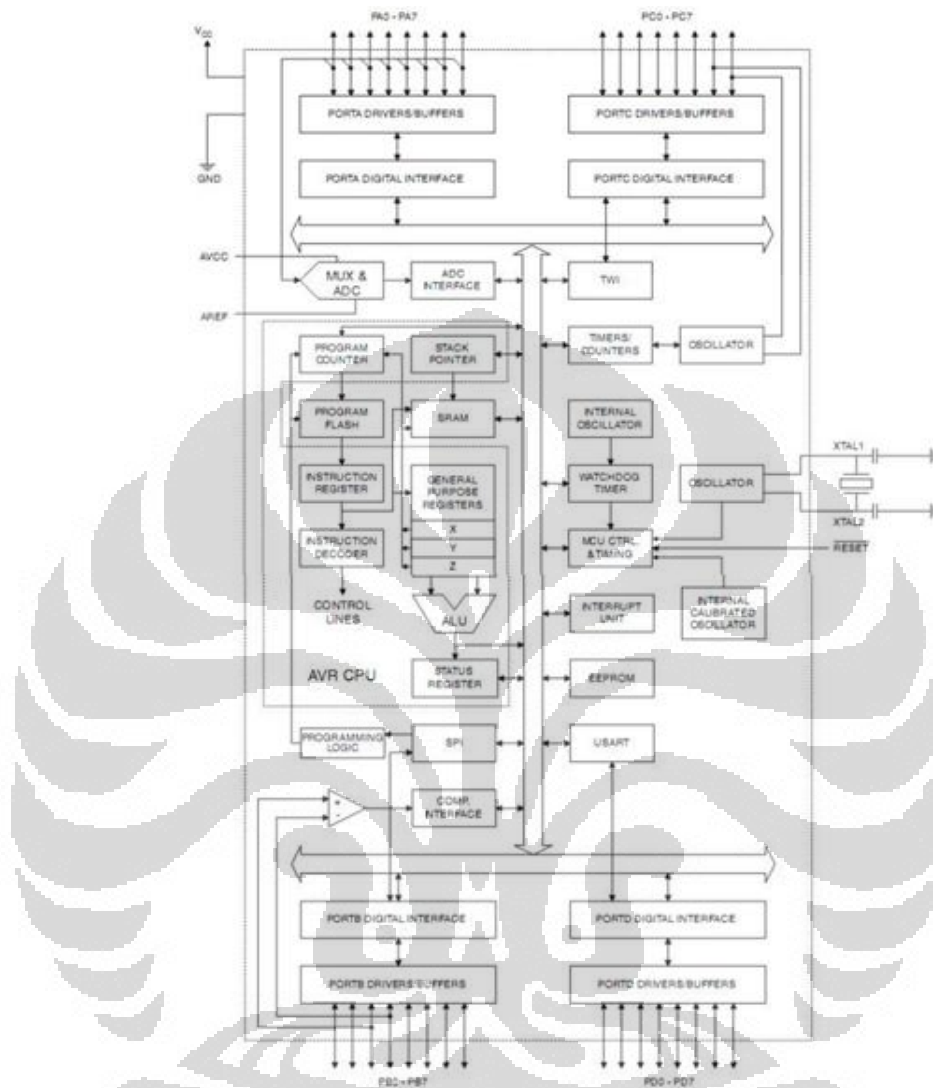 PA0 - PA7
PC0 - PC7
VCC
GND
PORTA DRIVERS/BUFFERS
PORTC DRIVERS/BUFFERS
PORTA DIGITAL INTERFACE
PORTC DIGITAL INTERFACE
AVCC
MUX &
ADC
ADC
INTERFACE
TWI
AREF
PROGRAM
COUNTER
STACK
POINTER
TIMERS/
COUNTERS
OSCILLATOR
PROGRAM
FLASH
SRAM
INTERNAL
OSCILLATOR
XTAL1
INSTRUCTION
REGISTER
GENERAL
PURPOSE
REGISTERS
WATCHDOG
TIMER
OSCILLATOR
XTAL2
X
INSTRUCTION
DECODER
Y
MCU CTRL.
& TIMING
RESET
Z
CONTROL
LINES
ALU
INTERRUPT
UNIT
INTERNAL
CALIBRATED
OSCILLATOR
AVR CPU
STATUS
REGISTER
EEPROM
PROGRAMMING
LOGIC
SPI
USART
+
-
COMP.
INTERFACE
PORTB DIGITAL INTERFACE
PORTD DIGITAL INTERFACE
PORTB DRIVERS/BUFFERS
PORTD DRIVERS/BUFFERS
PB0 - PB7
PD0 - PD7